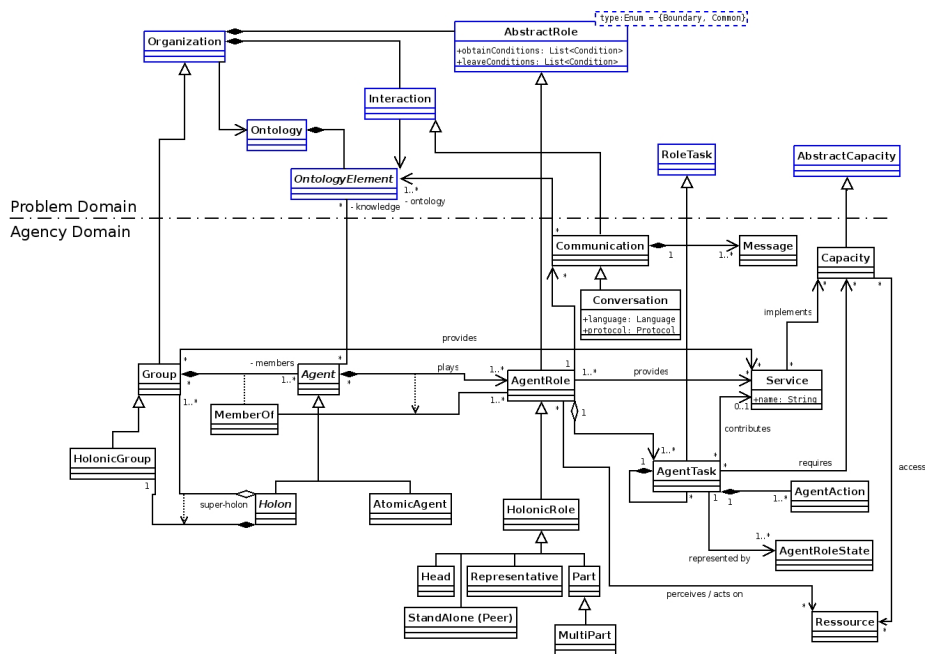 type:Enum = {Boundary, Common}
AbstractRole
+obtainConditions: List<Condition>
+leaveConditions: List<Condition>
Organization
Interaction
Ontology
RoleTask
AbstractCapacity
OntologyElement
1..*
- knowledge
- ontology
Problem Domain
Agency Domain
*
*
Communication
1
1..*
Message
Capacity
*
*
*
*
Conversation
+language: Language
+protocol: Protocol
implements
provides
*
*
*
*
1
Group
- members
*
1..*
Agent
*
plays
1..*
AgentRole
1..*
provides
*
Service
+name: String
1..*
1..*
*
1
0..1
MemberOf
contributes
HolonicGroup
1
1..*
*
1
AgentTask
*
requires
access
*
1
1
1..*
AgentAction
super-holon
Holon
AtomicAgent
HolonicRole
1..*
represented by
AgentRoleState
Head
Representative
Part
perceives / acts on
*
StandAlone (Peer)
Ressource
*
MultiPart